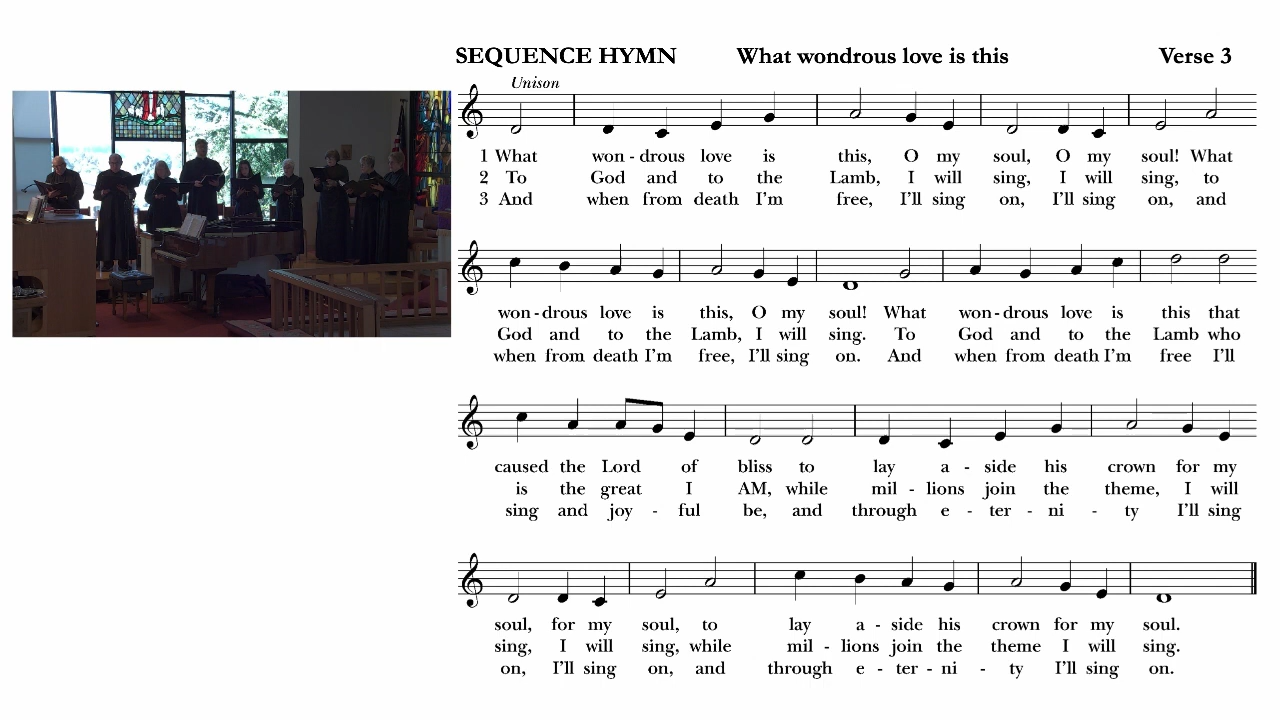 SEQUENCE HYMN What wondrous love is this Verse 3
Unison
1 What won - drous love is this, O my soul, O my soul! What
2 To God and to the Lamb, I will sing, I will sing, to
3 And when from death I'm free, I'll sing on, I'll sing on, and
won - drous love is this, O my soul! What won - drous love is this that
God and to the Lamb, I will sing. To God and to the Lamb who
when from death I'm free, I'll sing on. And when from death I'm free I'll
caused the Lord of bliss to lay a - side his crown for my
is the great I AM, while mil - lions join the theme, I will
sing and joy - ful be, and through e - ter - ni - ty I'll sing
soul, for my soul, to lay a - side his crown for my soul.
sing, I will sing, while mil - lions join the theme I will sing.
on, I'll sing on, and through e - ter - ni - ty I'll sing on.